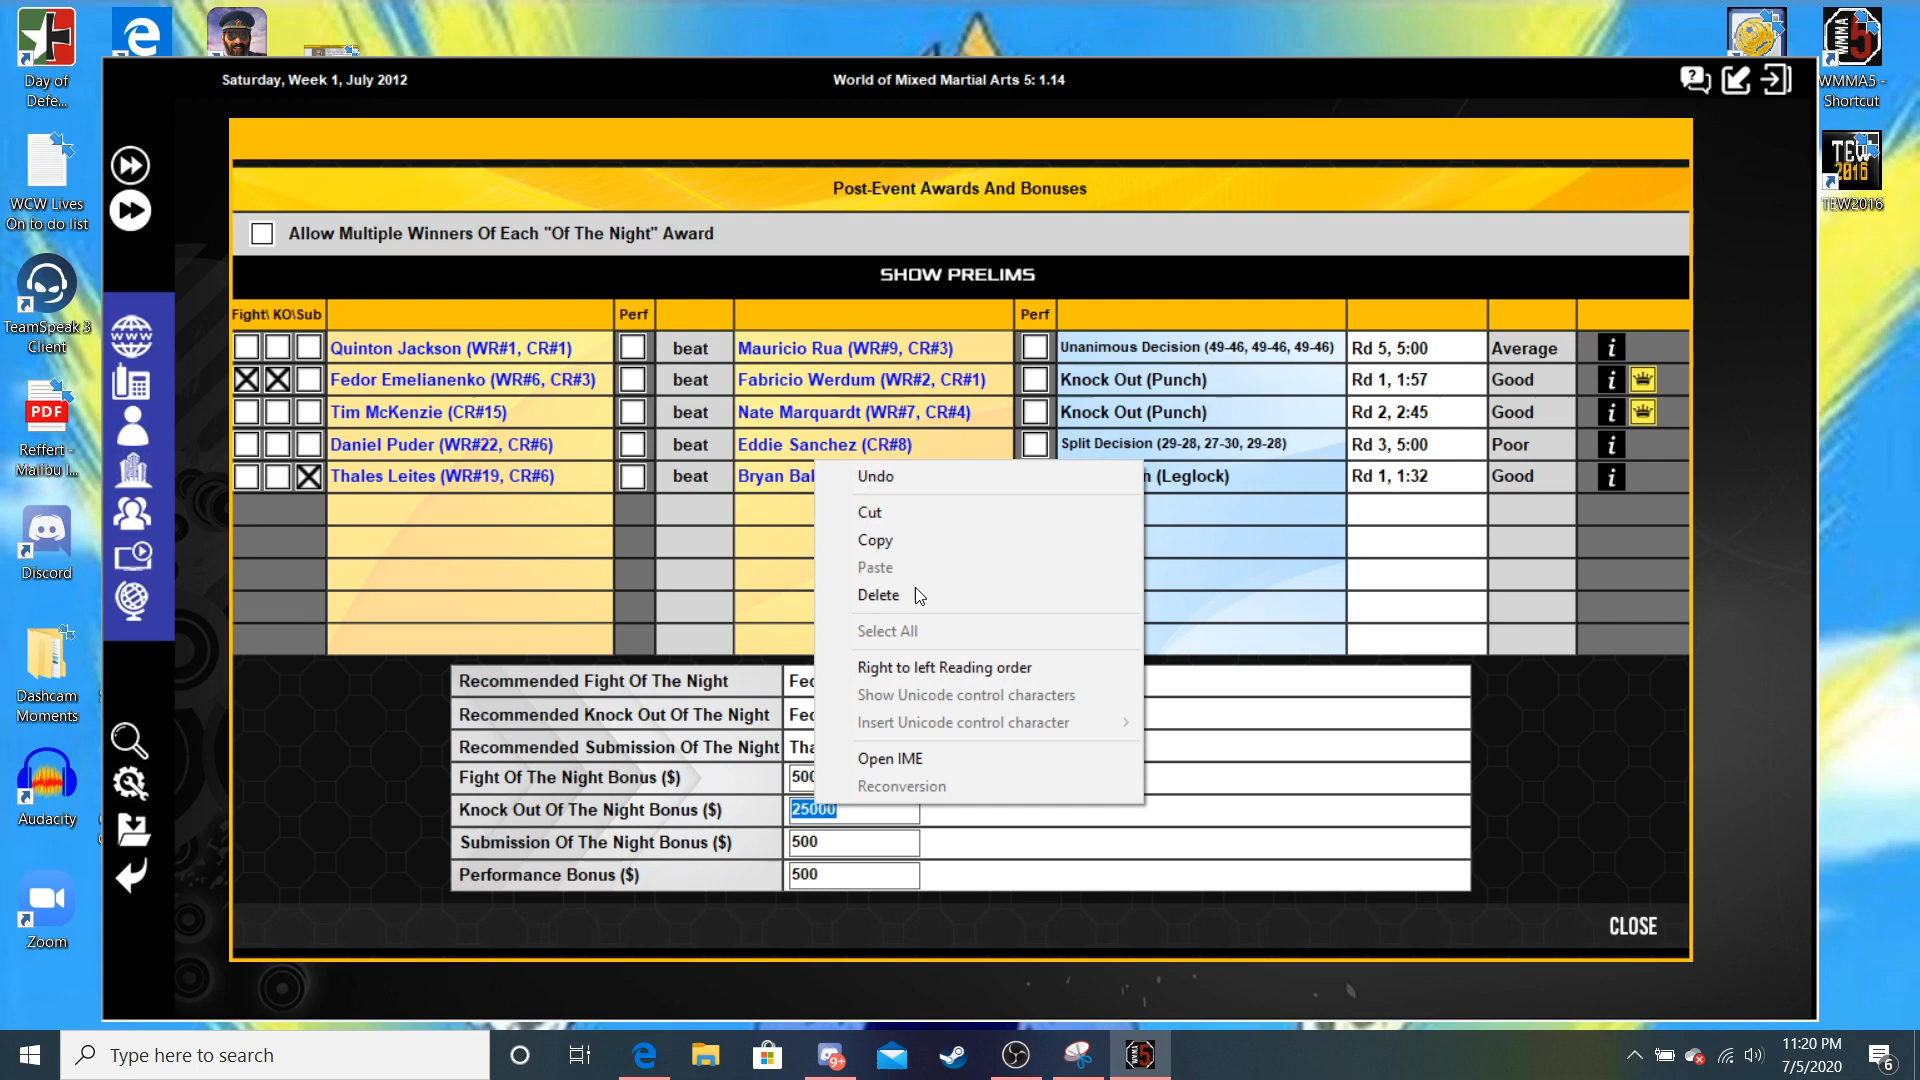 Day of
Defe...
WCW Lives
On to do list
TeamSpeak 3
Client
PDF
Reffert -
Malibu l...
Discord
Dashcam
Moments
Audacity
Zoom
WMMA5 -
Shortcut
TEW
2016
TEW2016
Saturday, Week 1, July 2012
World of Mixed Martial Arts 5: 1.14
WWW
Post-Event Awards And Bonuses
Allow Multiple Winners Of Each "Of The Night" Award
SHOW PRELIMS
Fight\ KO\Sub Perf Perf
Quinton Jackson (WR#1, CR#1) beat Mauricio Rua (WR#9, CR#3) Unanimous Decision (49-46, 49-46, 49-46) Rd 5, 5:00 Average i
Fedor Emelianenko (WR#6, CR#3) beat Fabricio Werdum (WR#2, CR#1) Knock Out (Punch) Rd 1, 1:57 Good i
Tim McKenzie (CR#15) beat Nate Marquardt (WR#7, CR#4) Knock Out (Punch) Rd 2, 2:45 Good i
Daniel Puder (WR#22, CR#6) beat Eddie Sanchez (CR#8) Split Decision (29-28, 27-30, 29-28) Rd 3, 5:00 Poor i
Thales Leites (WR#19, CR#6) beat Bryan Bak (Leglock) Rd 1, 1:32 Good i
Undo
Cut
Copy
Paste
Delete
Select All
Right to left Reading order
Show Unicode control characters
Insert Unicode control character
Open IME
Reconversion
Recommended Fight Of The Night Fec
Recommended Knock Out Of The Night Fec
Recommended Submission Of The Night Tha
Fight Of The Night Bonus ($) 500
Knock Out Of The Night Bonus ($) 25000
Submission Of The Night Bonus ($) 500
Performance Bonus ($) 500
CLOSE
Type here to search
9+
11:20 PM
7/5/2020
6